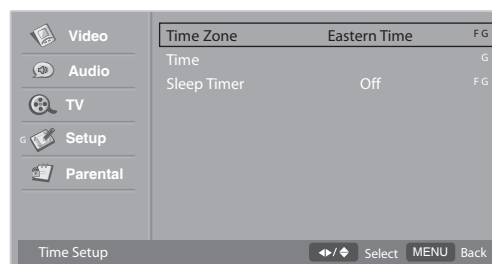 Video
Audio
TV
G Setup
Parental
Time Zone Eastern Time F G
Time G
Sleep Timer Off F G
Time Setup / Select MENU Back